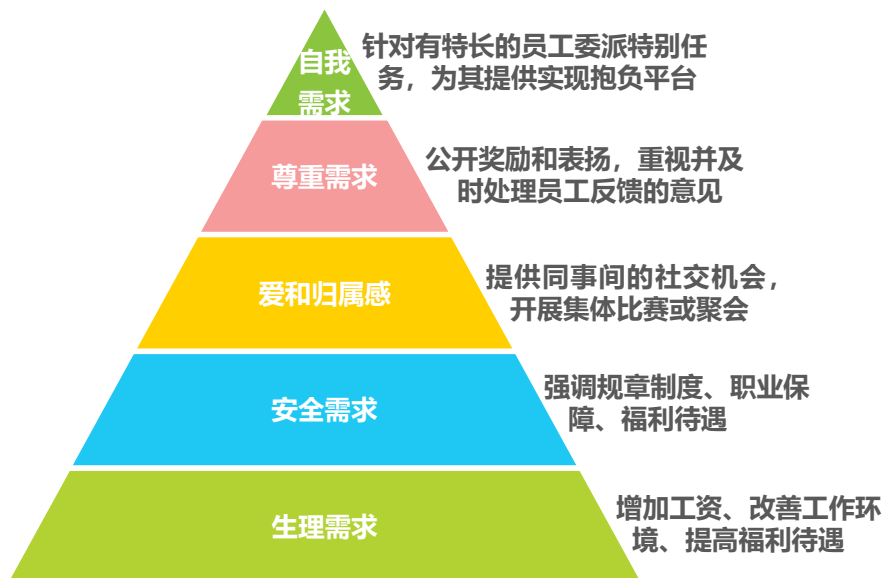 自我
需求
针对有特长的员工委派特别任
务，为其提供实现抱负平台
尊重需求
公开奖励和表扬，重视并及
时处理员工反馈的意见
爱和归属感
提供同事间的社交机会，
开展集体比赛或聚会
安全需求
强调规章制度、职业保
障、福利待遇
生理需求
增加工资、改善工作环
境、提高福利待遇